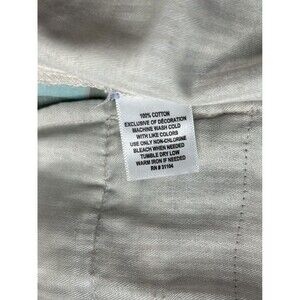 100% COTTON
EXCLUSIVE OF DECORATION
MACHINE WASH COLD
WITH LIKE COLORS
USE ONLY NON-CHLORINE
BLEACH WHEN NEEDED
TUMBLE DRY LOW
WARM IRON IF NEEDED
RN # 31104